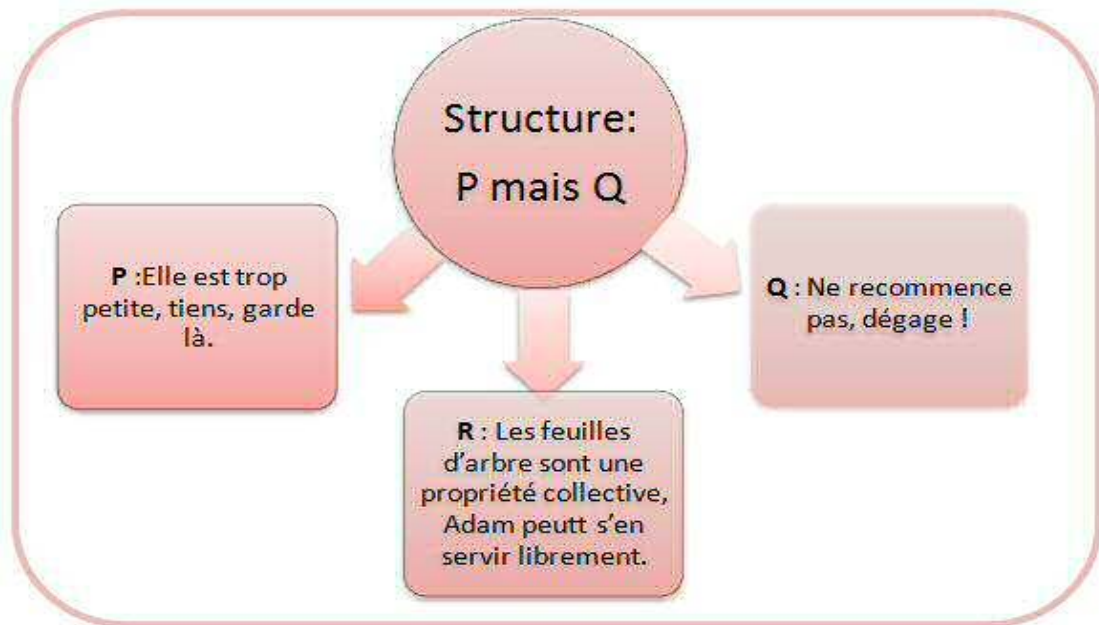 Structure:
P mais Q
P :Elle est trop
petite, tiens, garde
là.
Q : Ne recommence
pas, dégage !
R : Les feuilles
d’arbre sont une
propriété collective,
Adam peutt s’en
servir librement.